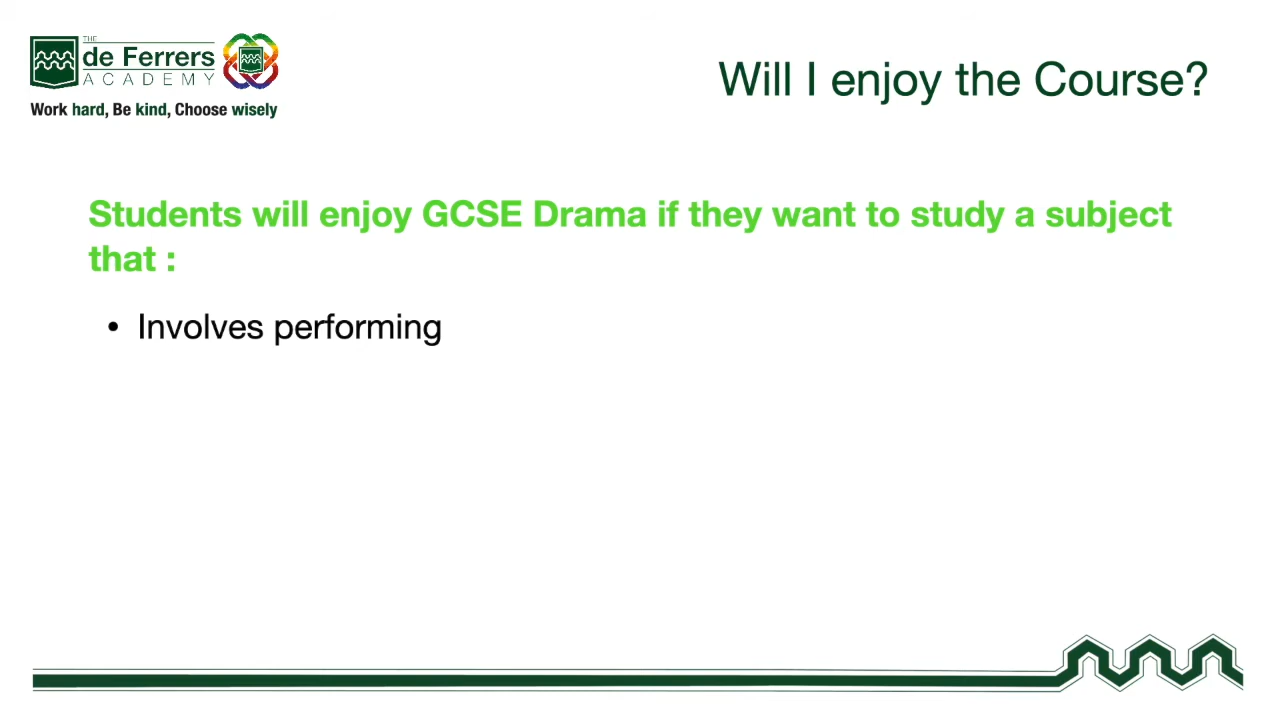 THE
de Ferrers
ACADEMY
Work hard, Be kind, Choose wisely
Will I enjoy the Course?
Students will enjoy GCSE Drama if they want to study a subject
that :
• Involves performing